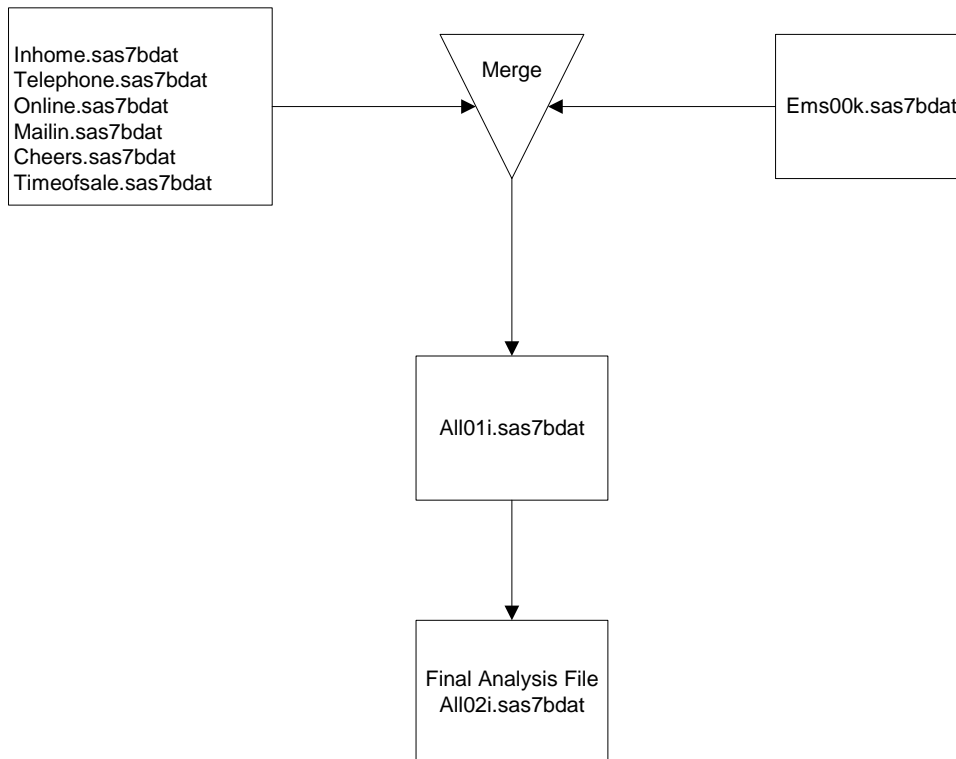 Inhome.sas7bdat
Telephone.sas7bdat
Online.sas7bdat
Mailin.sas7bdat
Cheers.sas7bdat
Timeofsale.sas7bdat
Merge
Ems00k.sas7bdat
All01i.sas7bdat
Final Analysis File
All02i.sas7bdat